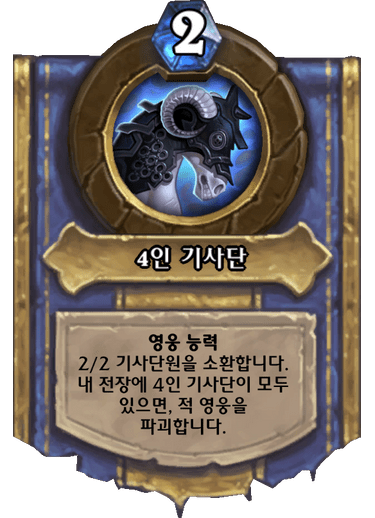 2
4인 기사단
영웅 능력
2/2 기사단원을 소환합니다.
내 전장에 4인 기사단이 모두
있으면, 적 영웅을
파괴합니다.